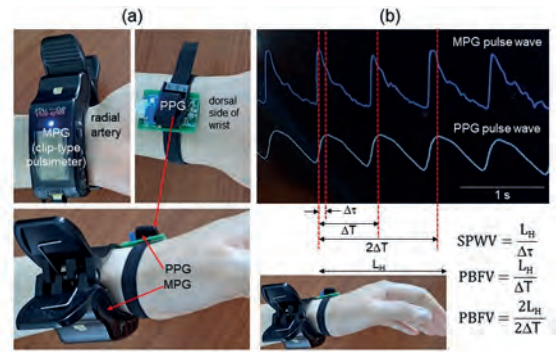 (a)
MPG
(clip-type
pulsimeter)
radial
artery
PPG
dorsal
side of
wrist
PPG
MPG
(b)
MPG pulse wave
PPG pulse wave
1 s
Δτ
ΔT
2ΔT
L_H
SPWV = L_H/Δτ
PBFV = L_H/ΔT
PBFV = 2L_H/2ΔT